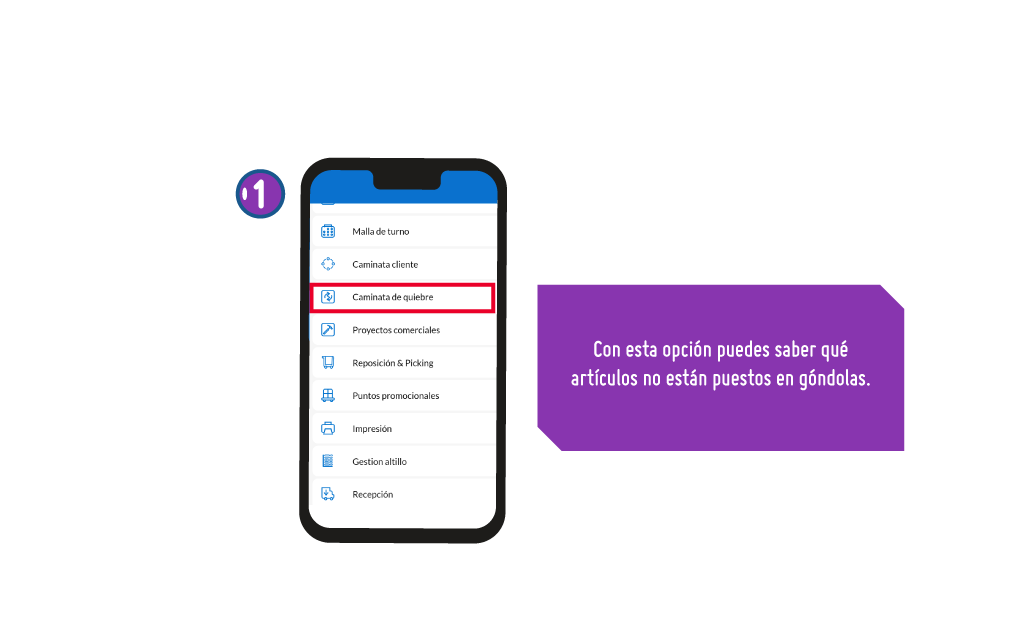 1
Malla de turno
Caminata cliente
Caminata de quiebre
Proyectos comerciales
Reposición & Picking
Puntos promocionales
Impresión
Gestion altillo
Recepción
Con esta opción puedes saber qué
artículos no están puestos en góndolas.